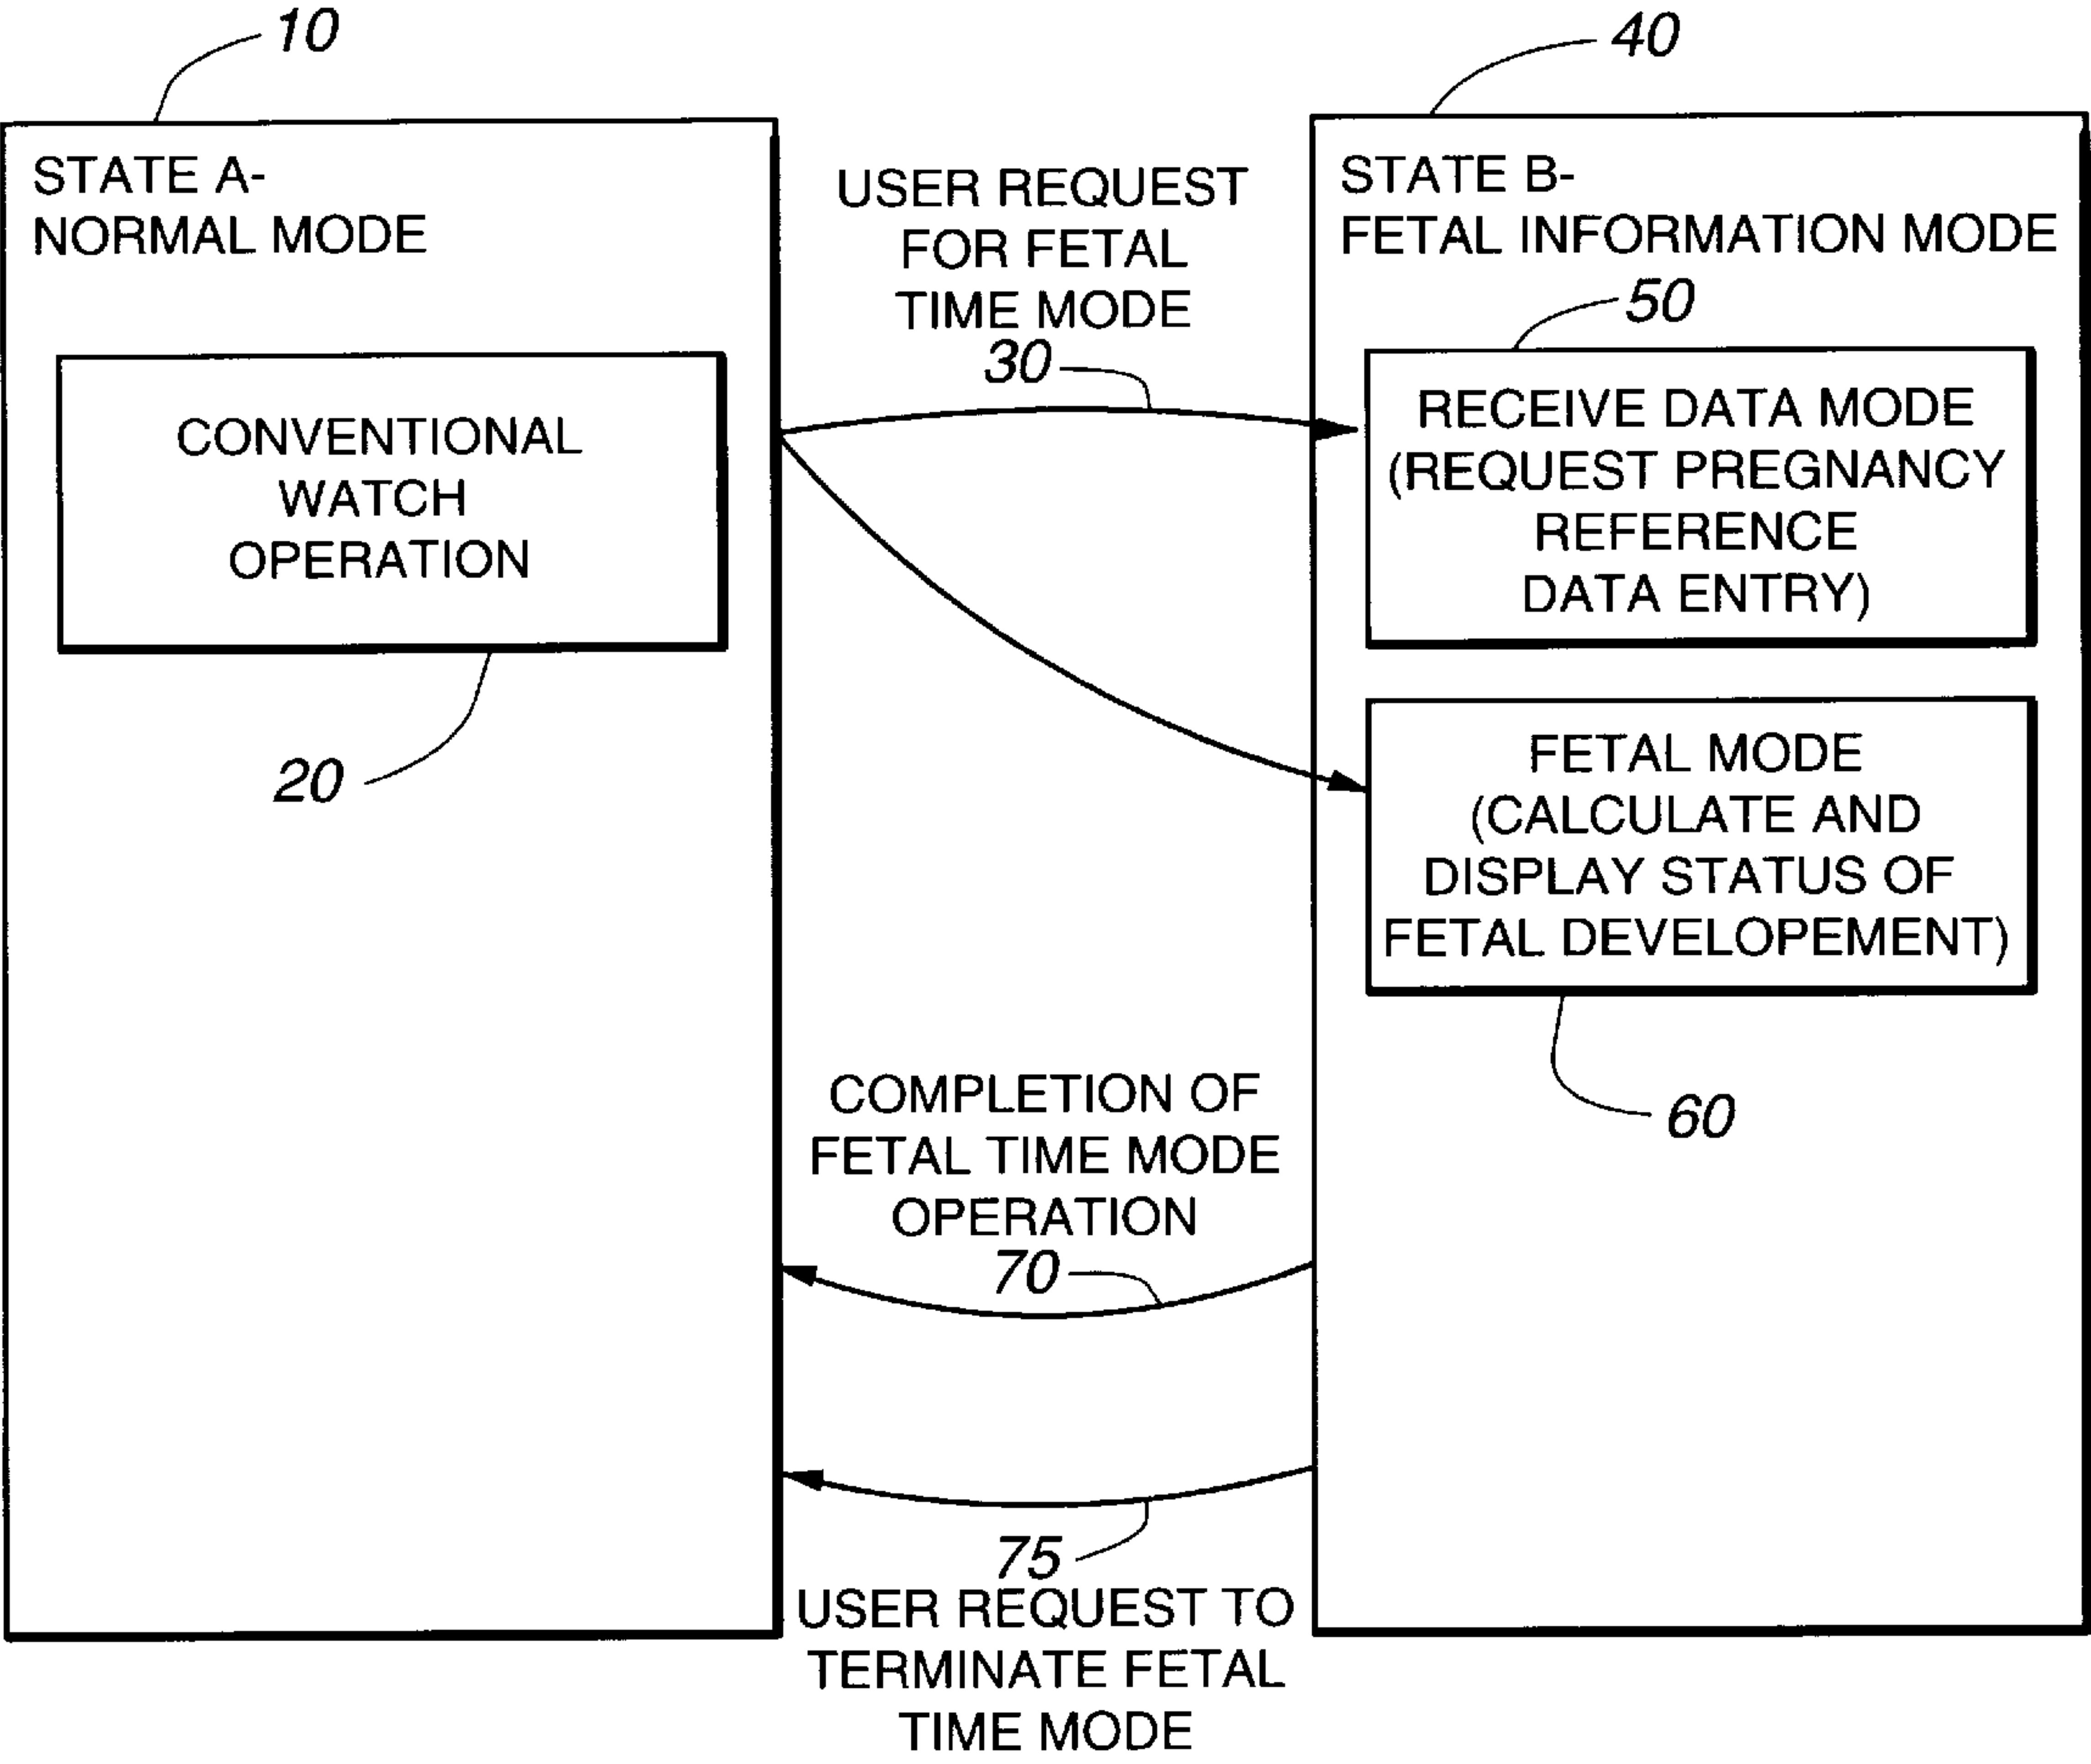 10
STATE A-
NORMAL MODE
CONVENTIONAL
WATCH
OPERATION
20
USER REQUEST
FOR FETAL
TIME MODE
30
40
STATE B-
FETAL INFORMATION MODE
50
RECEIVE DATA MODE
(REQUEST PREGNANCY
REFERENCE
DATA ENTRY)
FETAL MODE
(CALCULATE AND
DISPLAY STATUS OF
FETAL DEVELOPEMENT)
60
COMPLETION OF
FETAL TIME MODE
OPERATION
70
75
USER REQUEST TO
TERMINATE FETAL
TIME MODE